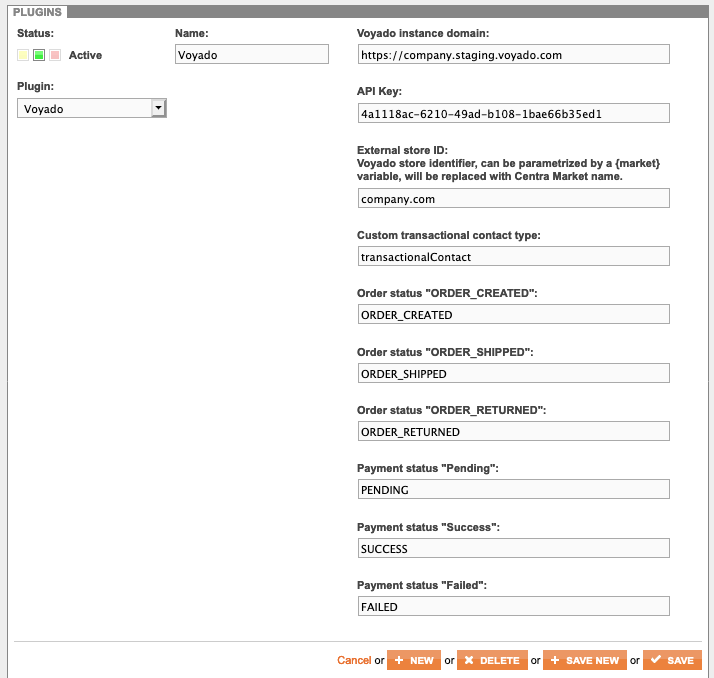 PLUGINS
Status:
Active
Name:
Voyado
Plugin:
Voyado
Voyado instance domain:
https://company.staging.voyado.com
API Key:
4a1118ac-6210-49ad-b108-1bae66b35ed1
External store ID:
Voyado store identifier, can be parametrized by a {market}
variable, will be replaced with Centra Market name.
company.com
Custom transactional contact type:
transactionalContact
Order status "ORDER_CREATED":
ORDER_CREATED
Order status "ORDER_SHIPPED":
ORDER_SHIPPED
Order status "ORDER_RETURNED":
ORDER_RETURNED
Payment status "Pending":
PENDING
Payment status "Success":
SUCCESS
Payment status "Failed":
FAILED
Cancel or + NEW or × DELETE or + SAVE NEW or ✓ SAVE